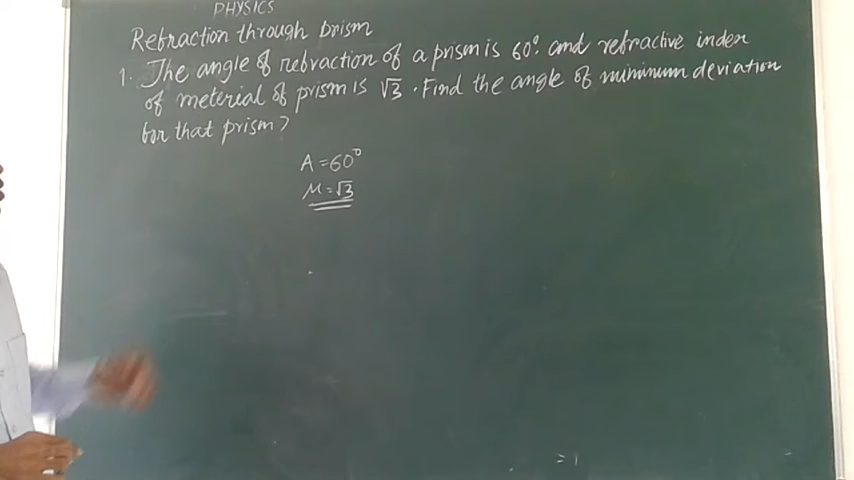 PHYSICS
Refraction through prism
1. The angle of refraction of a prism is 60°. and refractive index
of meterial of prism is √3. Find the angle of minimum deviation
for that prism?
A = 60°
μ = √3
= 1